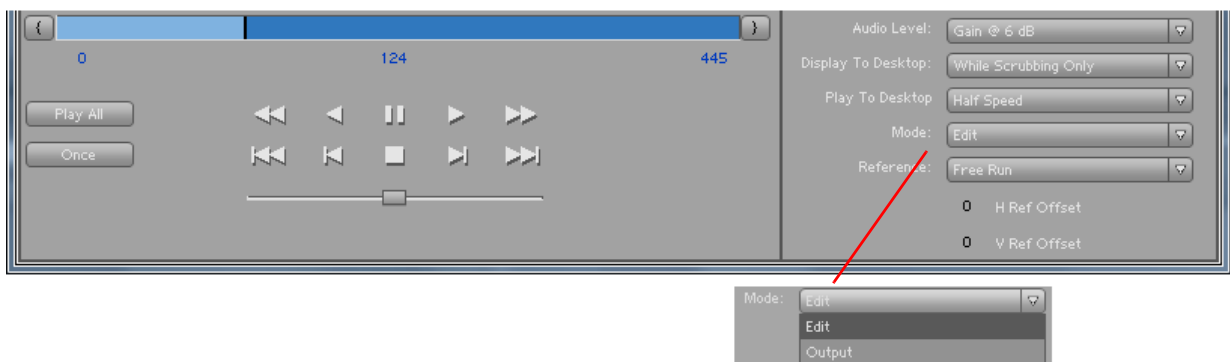 { }
0 124 445
Play All
Once
Audio Level: Gain @ 6 dB
Display To Desktop: While Scrubbing Only
Play To Desktop Half Speed
Mode: Edit
Reference: Free Run
0 H Ref Offset
0 V Ref Offset
Mode: Edit
Edit
Output